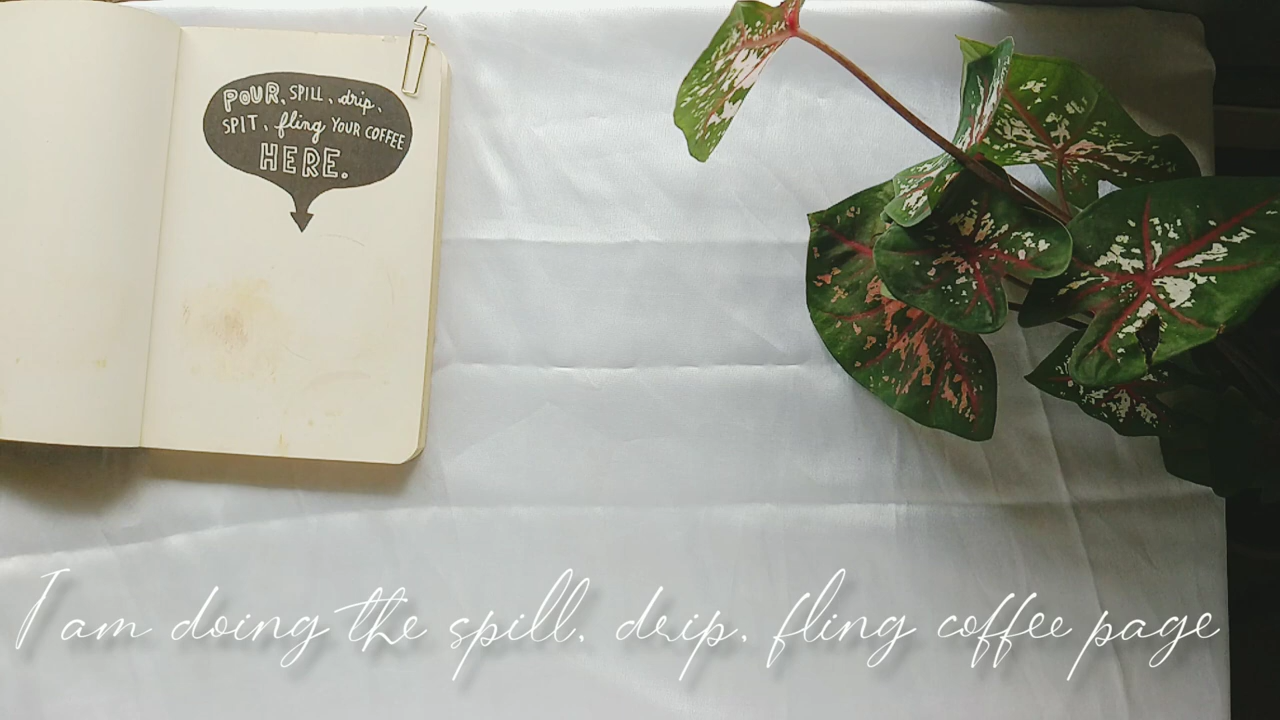 POUR, SPILL, drip,
SPIT, fling YOUR COFFEE
HERE.
I am doing the spill, drip, fling coffee page